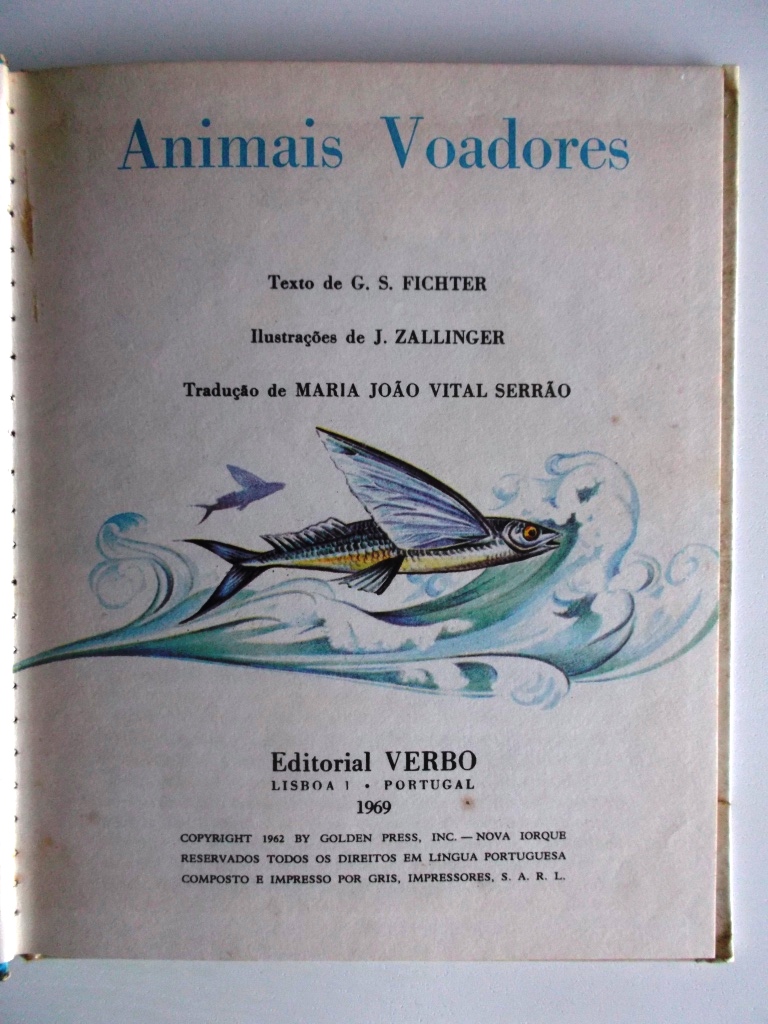 Animais Voadores
Texto de G. S. FICHTER
Ilustrações de J. ZALLINGER
Tradução de MARIA JOÃO VITAL SERRÃO
Editorial VERBO
LISBOA 1 • PORTUGAL
1969
COPYRIGHT 1962 BY GOLDEN PRESS, INC. — NOVA IORQUE
RESERVADOS TODOS OS DIREITOS EM LINGUA PORTUGUESA
COMPOSTO E IMPRESSO POR GRIS, IMPRESSORES, S. A. R. L.